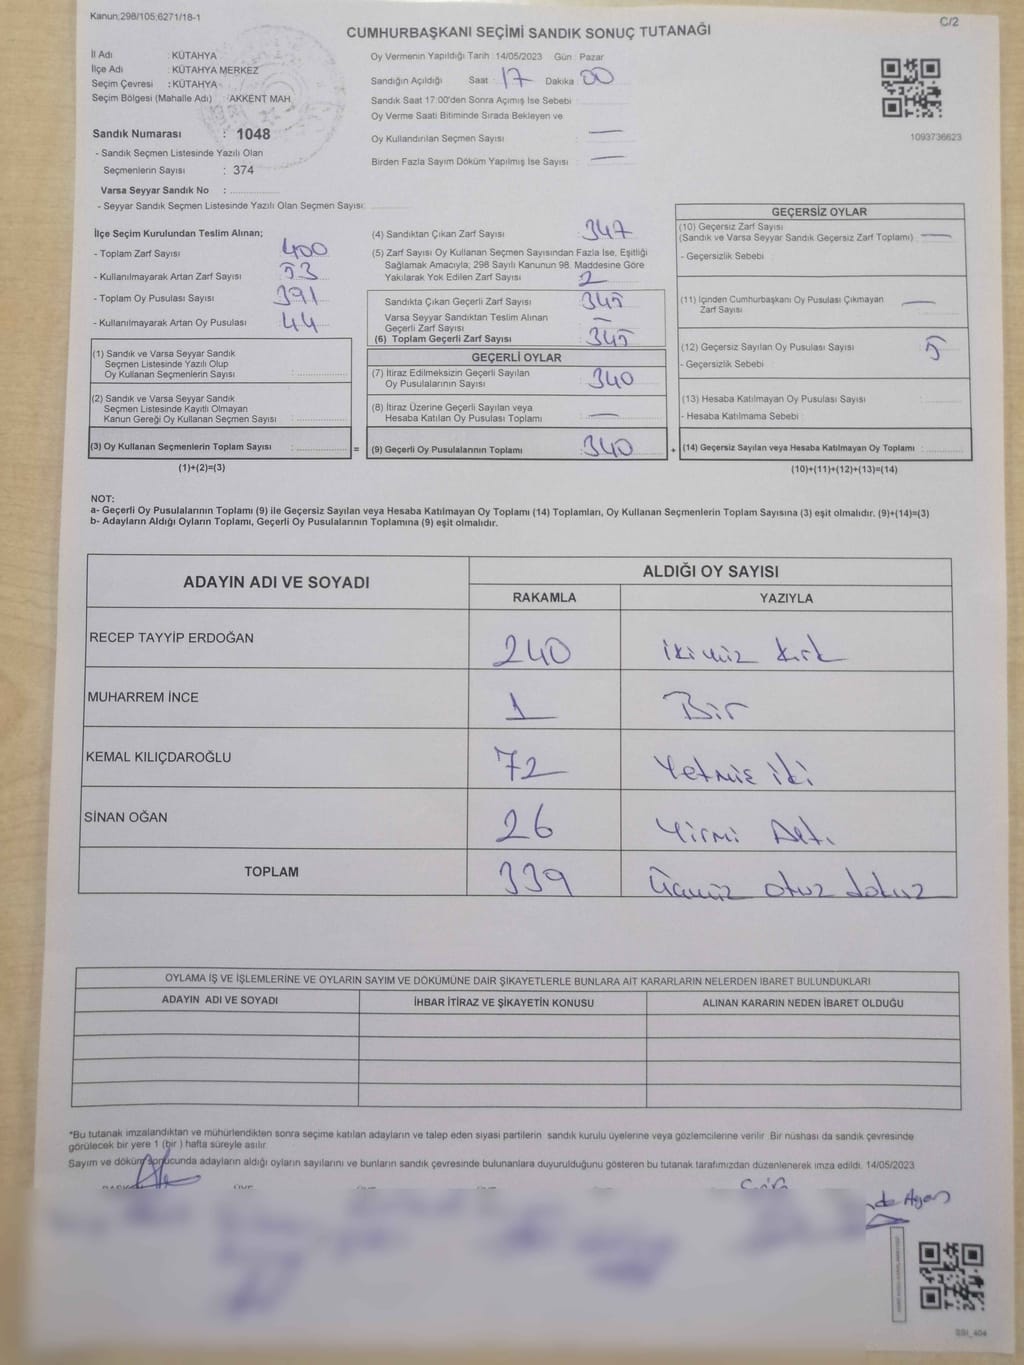 Kanun;298/105;6271/18-1
C/2
CUMHURBAŞKANI SEÇİMİ SANDIK SONUÇ TUTANAĞI
İl Adı : KÜTAHYA
İlçe Adı : KÜTAHYA MERKEZ
Seçim Çevresi : KÜTAHYA
Seçim Bölgesi (Mahalle Adı) : AKKENT MAH
Sandık Numarası : 1048
- Sandık Seçmen Listesinde Yazılı Olan
Seçmenlerin Sayısı : 374
Varsa Seyyar Sandık No :
- Seyyar Sandık Seçmen Listesinde Yazılı Olan Seçmen Sayısı:
Oy Vermenin Yapıldığı Tarih : 14/05/2023 Gün : Pazar
Sandığın Açıldığı Saat : 17 Dakika : 00
Sandık Saat 17:00'den Sonra Açımış İse Sebebi :
Oy Verme Saati Bitiminde Sırada Bekleyen ve
Oy Kullandırılan Seçmen Sayısı : —
Birden Fazla Sayım Döküm Yapılmış İse Sayısı : —
1093736623
İlçe Seçim Kurulundan Teslim Alınan;
- Toplam Zarf Sayısı : 400
- Kullanılmayarak Artan Zarf Sayısı : 53
- Toplam Oy Pusulası Sayısı : 391
- Kullanılmayarak Artan Oy Pusulası : 44
(1) Sandık ve Varsa Seyyar Sandık
Seçmen Listesinde Yazılı Olup
Oy Kullanan Seçmenlerin Sayısı :
(2) Sandık ve Varsa Seyyar Sandık
Seçmen Listesinde Kayıtlı Olmayan
Kanun Gereği Oy Kullanan Seçmen Sayısı :
(3) Oy Kullanan Seçmenlerin Toplam Sayısı : =
(1)+(2)=(3)
(4) Sandıktan Çıkan Zarf Sayısı : 347
(5) Zarf Sayısı Oy Kullanan Seçmen Sayısından Fazla İse, Eşitliği
Sağlamak Amacıyla; 298 Sayılı Kanunun 98. Maddesine Göre
Yakılarak Yok Edilen Zarf Sayısı : 2
Sandıkta Çıkan Geçerli Zarf Sayısı : 345
Varsa Seyyar Sandıktan Teslim Alınan
Geçerli Zarf Sayısı : —
(6) Toplam Geçerli Zarf Sayısı : 345
GEÇERLİ OYLAR
(7) İtiraz Edilmeksizin Geçerli Sayılan
Oy Pusulalarının Sayısı : 340
(8) İtiraz Üzerine Geçerli Sayılan veya
Hesaba Katılan Oy Pusulası Toplamı : —
(9) Geçerli Oy Pusulalarının Toplamı : 340 +
GEÇERSİZ OYLAR
(10) Geçersiz Zarf Sayısı
(Sandık ve Varsa Seyyar Sandık Geçersiz Zarf Toplamı) : —
- Geçersizlik Sebebi :
(11) İçinden Cumhurbaşkanı Oy Pusulası Çıkmayan
Zarf Sayısı : —
(12) Geçersiz Sayılan Oy Pusulası Sayısı : 5
- Geçersizlik Sebebi :
(13) Hesaba Katılmayan Oy Pusulası Sayısı :
- Hesaba Katılmama Sebebi :
(14) Geçersiz Sayılan veya Hesaba Katılmayan Oy Toplamı :
(10)+(11)+(12)+(13)=(14)
NOT:
a- Geçerli Oy Pusulalarının Toplamı (9) ile Geçersiz Sayılan veya Hesaba Katılmayan Oy Toplamı (14) Toplamları, Oy Kullanan Seçmenlerin Toplam Sayısına (3) eşit olmalıdır. (9)+(14)=(3)
b- Adayların Aldığı Oyların Toplamı, Geçerli Oy Pusulalarının Toplamına (9) eşit olmalıdır.
ADAYIN ADI VE SOYADI
ALDIĞI OY SAYISI
RAKAMLA
YAZIYLA
RECEP TAYYİP ERDOĞAN 240 ikiyüz kırk
MUHARREM İNCE 1 Bir
KEMAL KILIÇDAROĞLU 72 Yetmiş iki
SİNAN OĞAN 26 Yirmi Altı
TOPLAM 339 Üçyüz otuz dokuz
OYLAMA İŞ VE İŞLEMLERİNE VE OYLARIN SAYIM VE DÖKÜMÜNE DAİR ŞİKAYETLERLE BUNLARA AİT KARARLARIN NELERDEN İBARET BULUNDUKLARI
ADAYIN ADI VE SOYADI
İHBAR İTİRAZ VE ŞİKAYETİN KONUSU
ALINAN KARARIN NEDEN İBARET OLDUĞU
*Bu tutanak imzalandıktan ve mühürlendikten sonra seçime katılan adayların ve talep eden siyasi partilerin sandık kurulu üyelerine veya gözlemcilerine verilir. Bir nüshası da sandık çevresinde
görülecek bir yere 1 (bir ) hafta süreyle asılır.
Sayım ve döküm sonucunda adayların aldığı oyların sayılarını ve bunların sandık çevresinde bulunanlara duyurulduğunu gösteren bu tutanak tarafımızdan düzenlenerek imza edildi. 14/05/2023